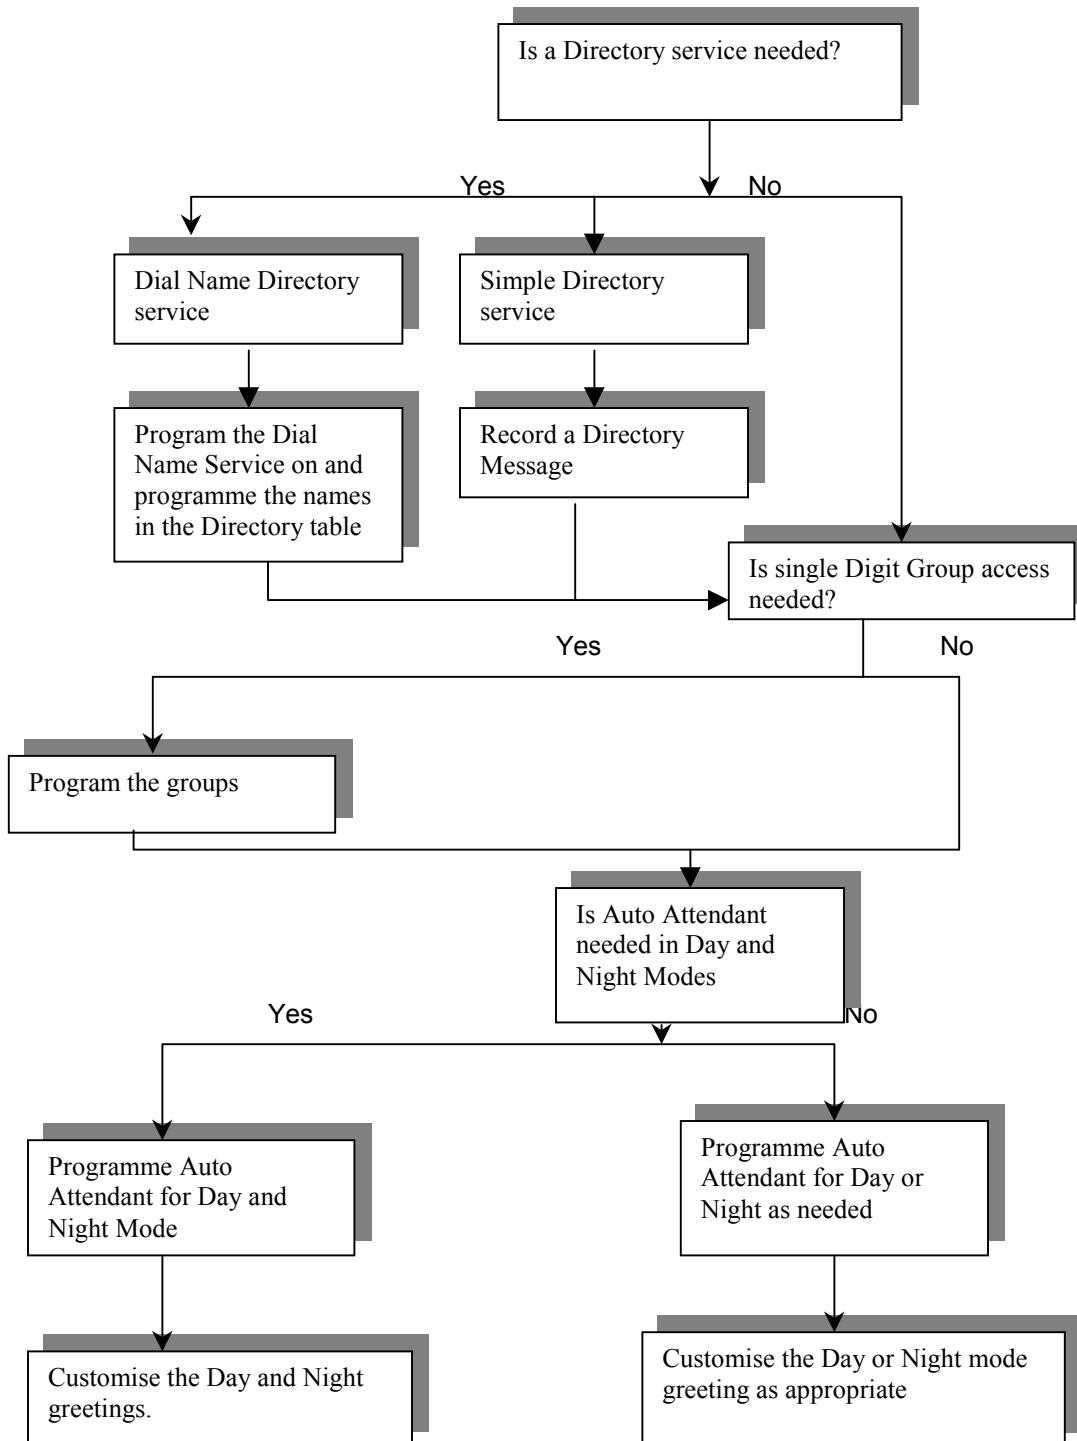 Is a Directory service needed?
Yes
No
Dial Name Directory
service
Simple Directory
service
Program the Dial
Name Service on and
programme the names
in the Directory table
Record a Directory
Message
Is single Digit Group access
needed?
Yes
No
Program the groups
Is Auto Attendant
needed in Day and
Night Modes
Yes
No
Programme Auto
Attendant for Day and
Night Mode
Programme Auto
Attendant for Day or
Night as needed
Customise the Day and Night
greetings.
Customise the Day or Night mode
greeting as appropriate